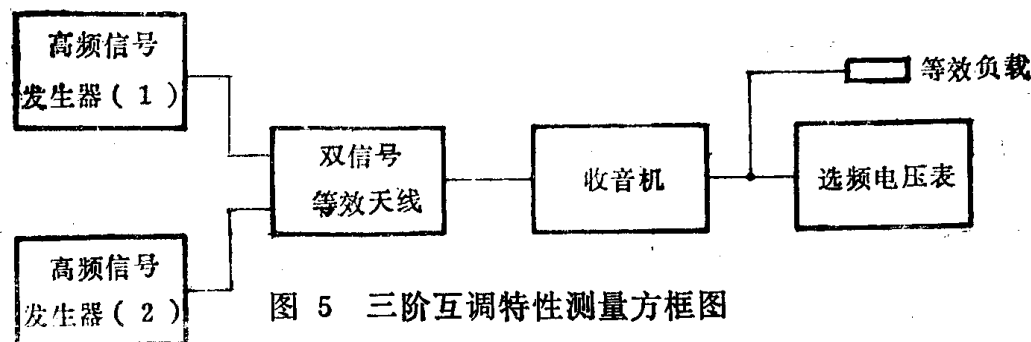 高频信号
发生器（1）
双信号
等效天线
收音机
等效负载
选频电压表
高频信号
发生器（2）
图 5 三阶互调特性测量方框图